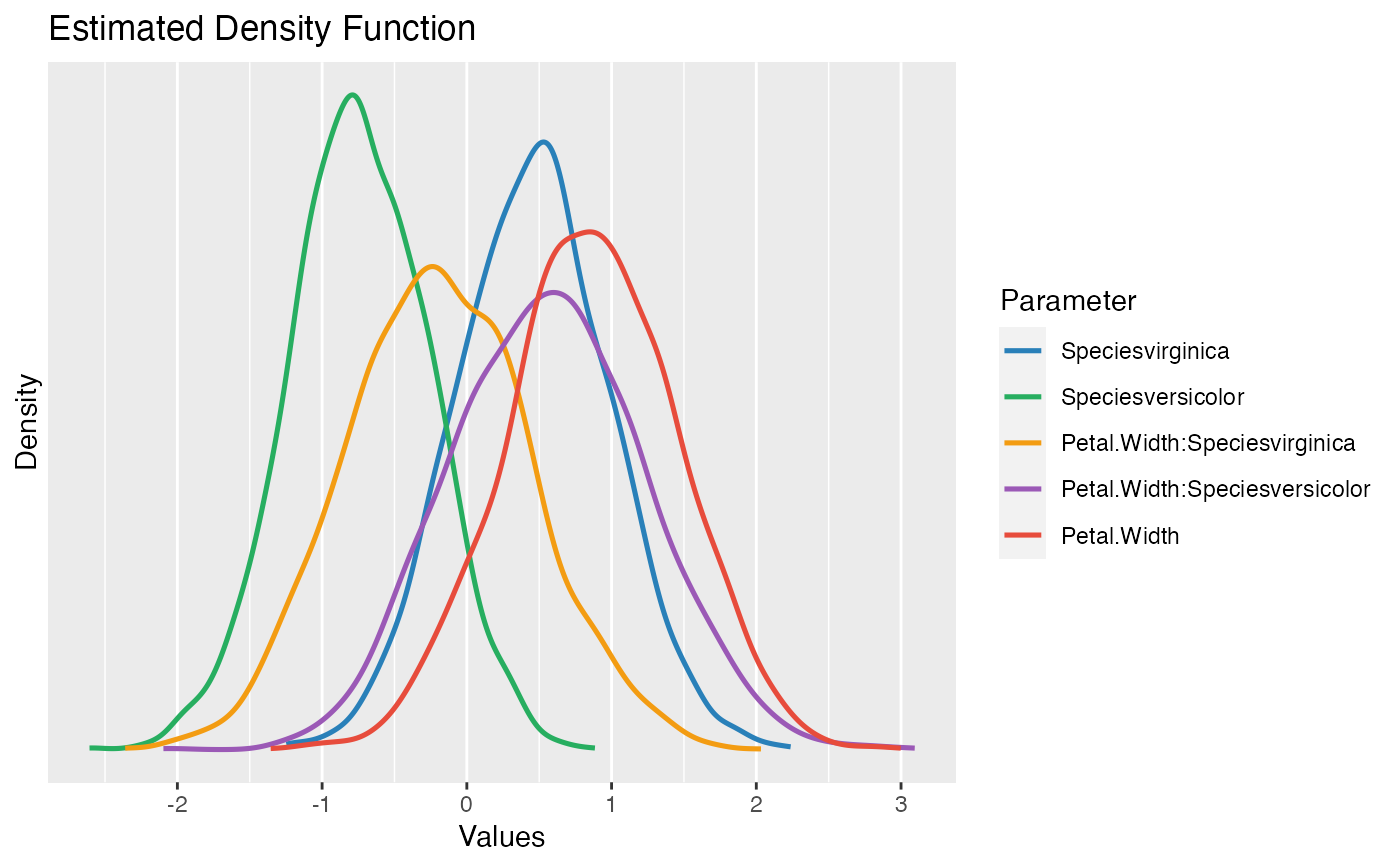 Estimated Density Function
Density
-2
-1
0
1
2
3
Values
Parameter
Speciesvirginica
Speciesversicolor
Petal.Width:Speciesvirginica
Petal.Width:Speciesversicolor
Petal.Width